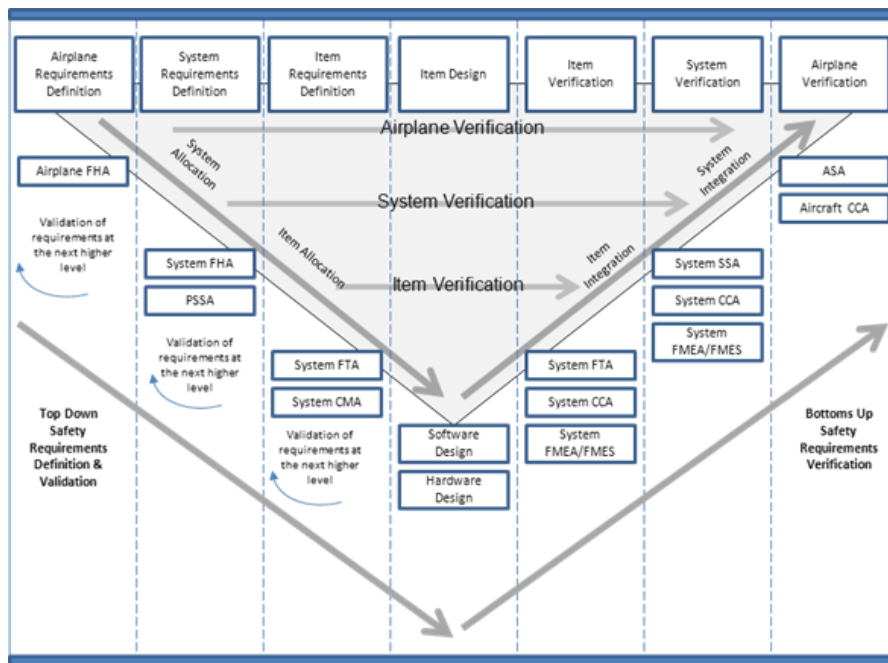 Airplane
Requirements
Definition
System
Requirements
Definition
Item
Requirements
Definition
Item Design
Item
Verification
System
Verification
Airplane
Verification
Airplane Verification
System
Allocation
System
Integration
Airplane FHA
ASA
System Verification
Aircraft CCA
Validation of
requirements at
the next higher
level
Item Allocation
Item
Integration
System FHA
System SSA
Item Verification
PSSA
System CCA
Validation of
requirements at
the next higher
level
System
FMEA/FMES
System FTA
System FTA
System CMA
System CCA
Top Down
Safety
Requirements
Definition &
Validation
Validation of
requirements at
the next higher
level
Software
Design
System
FMEA/FMES
Hardware
Design
Bottoms Up
Safety
Requirements
Verification